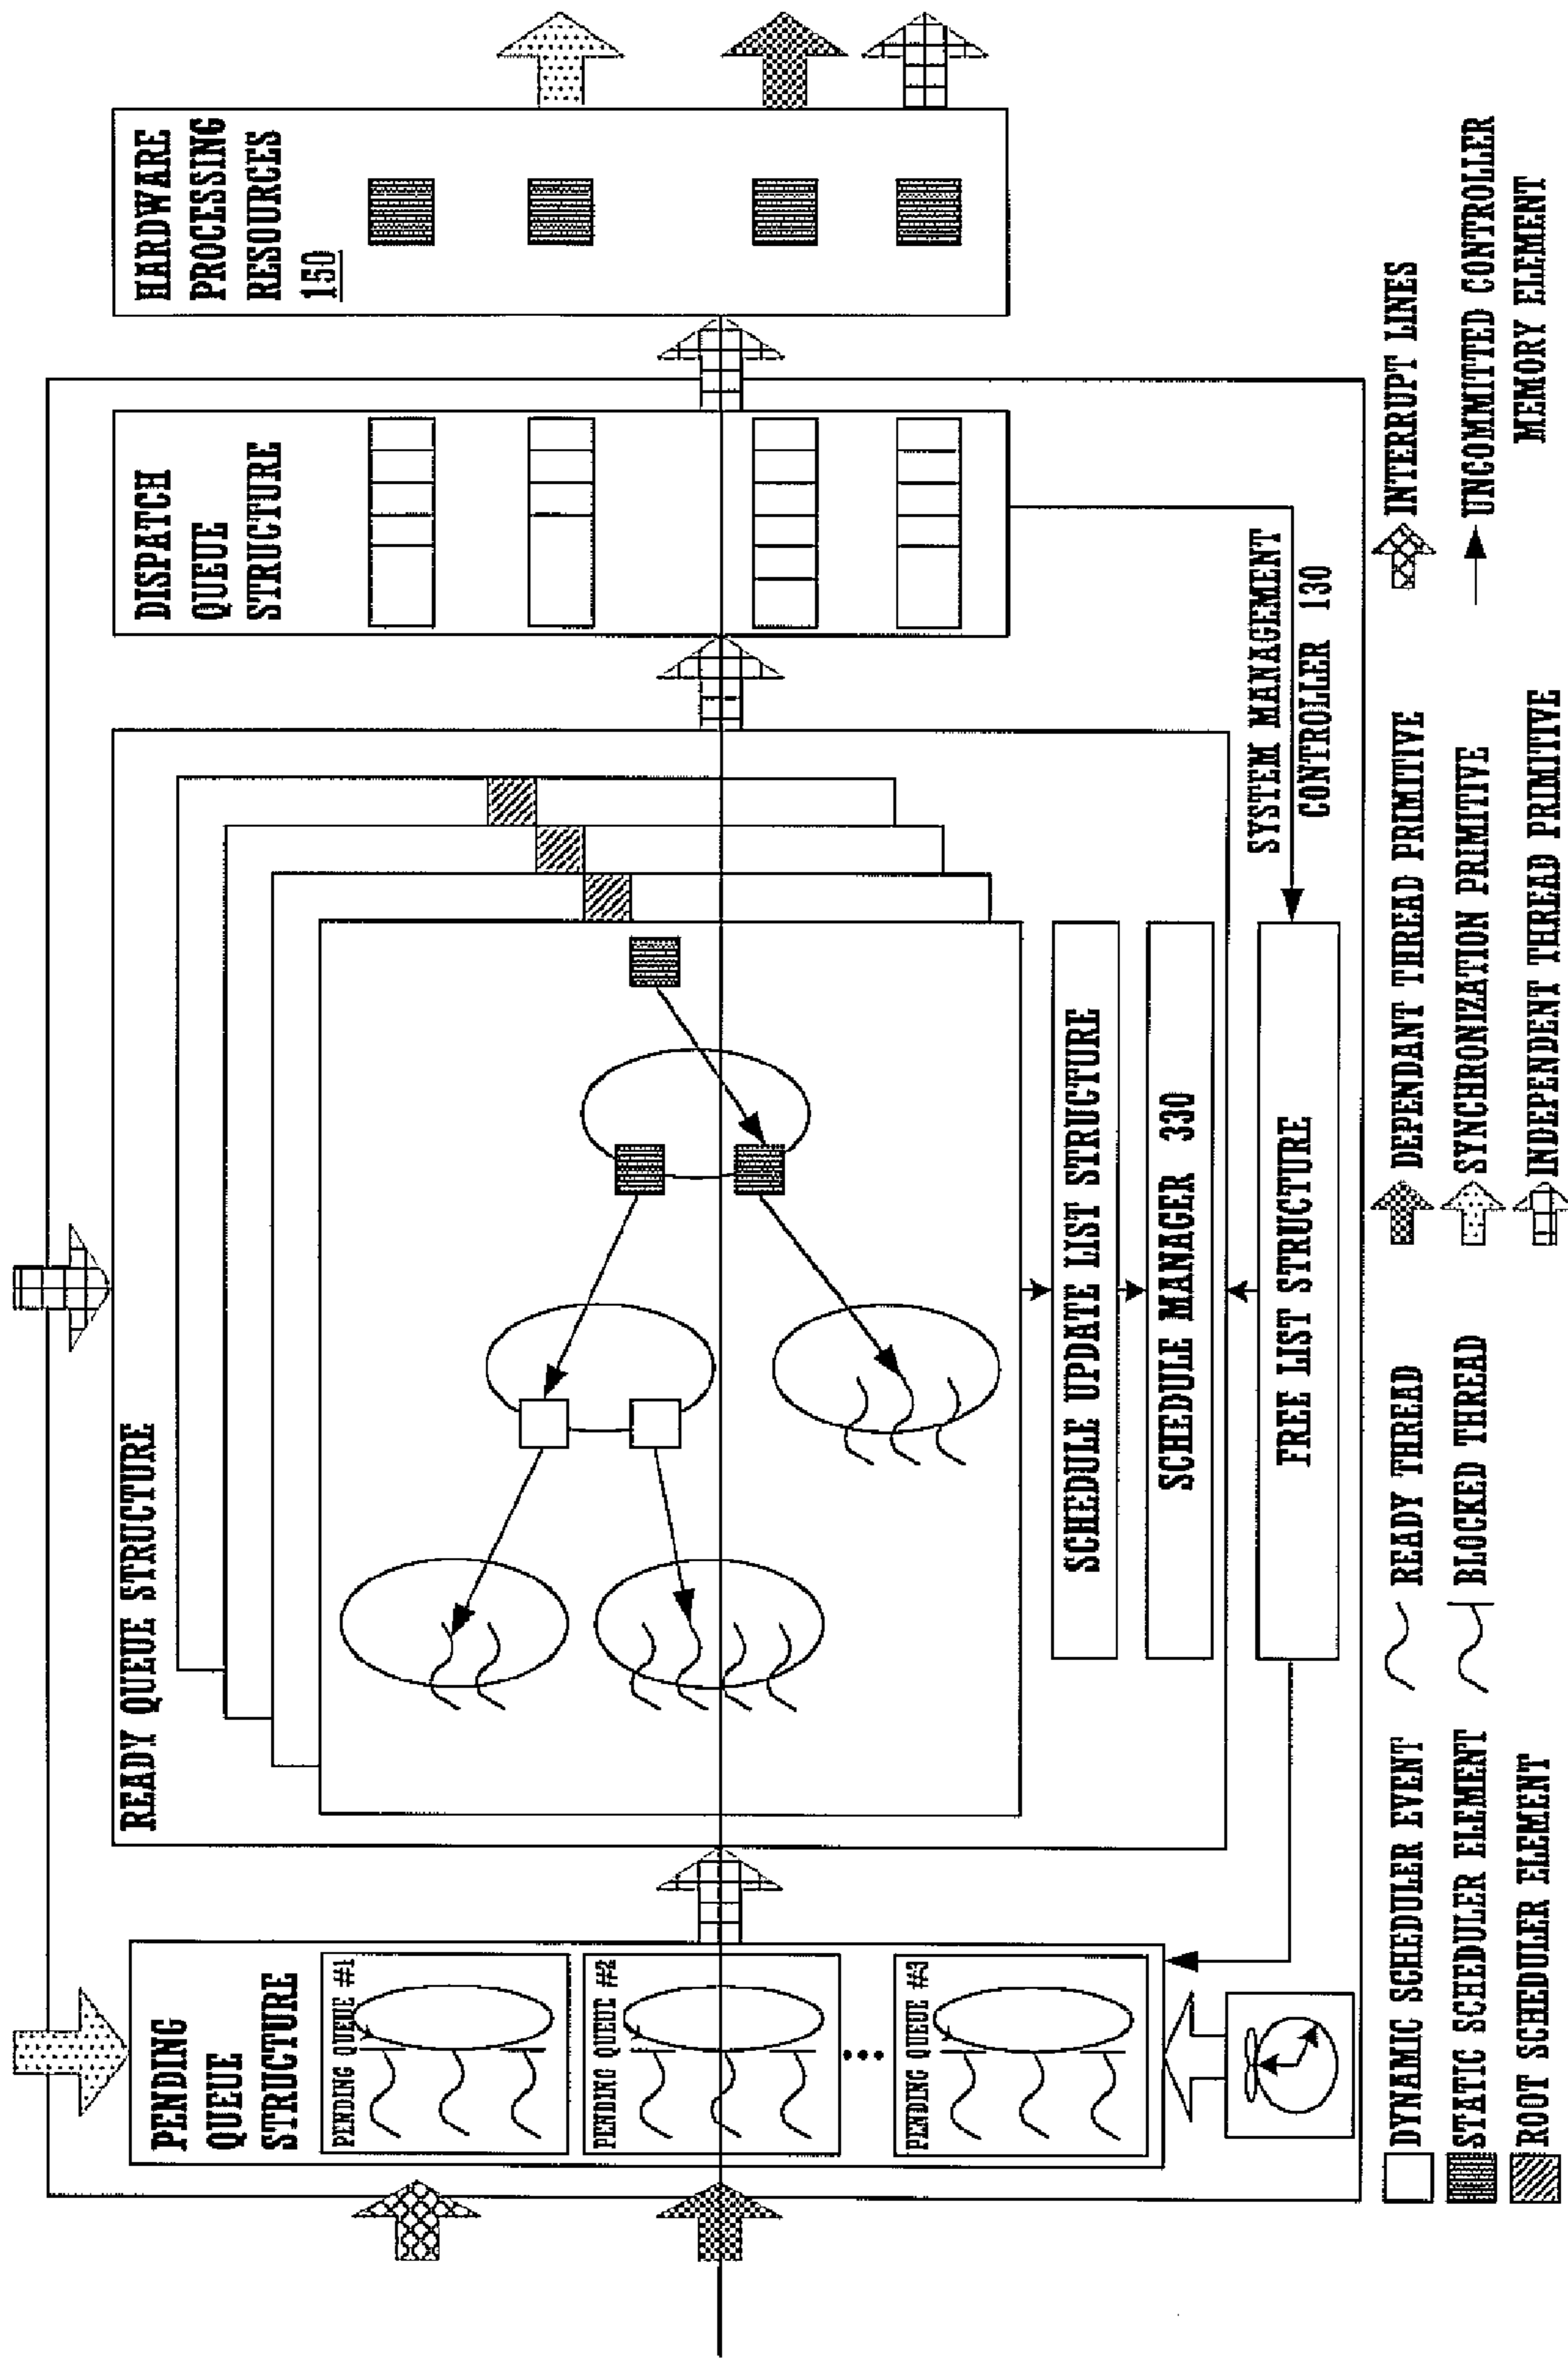 PENDING
QUEUE
STRUCTURE
PENDING QUEUE #1
PENDING QUEUE #2
PENDING QUEUE #3
READY QUEUE STRUCTURE
SCHEDULE UPDATE LIST STRUCTURE
SCHEDULE MANAGER 330
FREE LIST STRUCTURE
DISPATCH
QUEUE
STRUCTURE
SYSTEM MANAGEMENT
CONTROLLER 130
HARDWARE
PROCESSING
RESOURCES
150
DYNAMIC SCHEDULER EVENT
STATIC SCHEDULER ELEMENT
ROOT SCHEDULER ELEMENT
READY THREAD
BLOCKED THREAD
DEPENDANT THREAD PRIMITIVE
SYNCHRONIZATION PRIMITIVE
INDEPENDENT THREAD PRIMITIVE
INTERRUPT LINES
UNCOMMITTED CONTROLLER
MEMORY ELEMENT